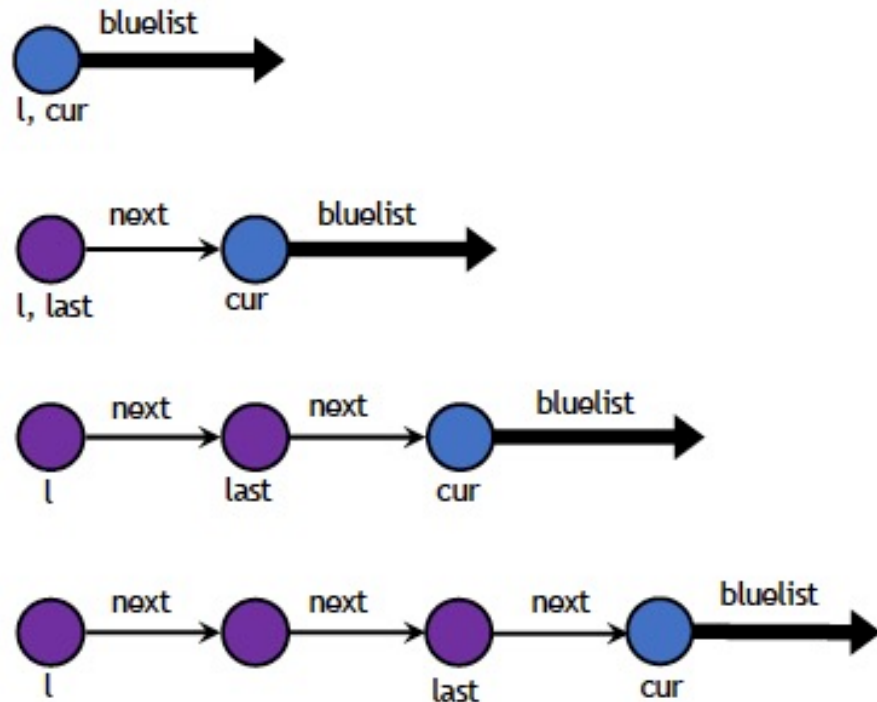 bluelist
l, cur
next bluelist
l, last cur
next next bluelist
l last cur
next next next bluelist
l last cur